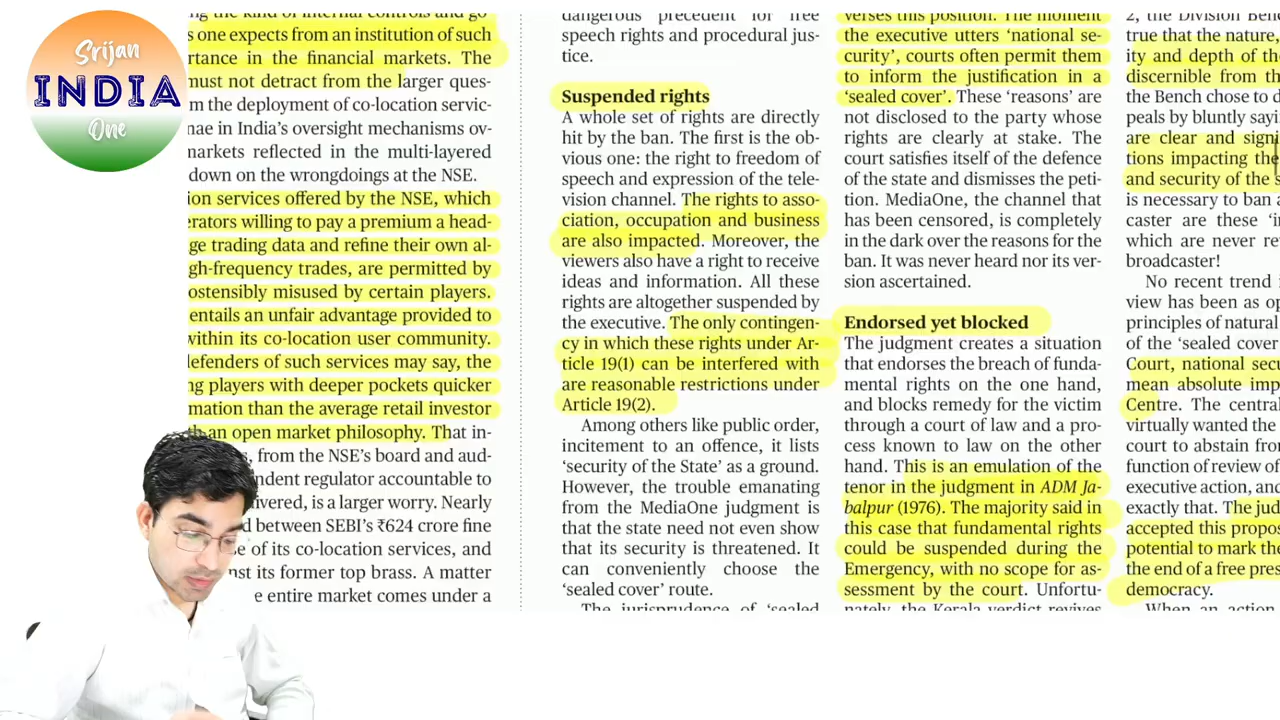 Srijan
INDIA
One
ng the kind of internal controls and go
s one expects from an institution of such
rtance in the financial markets. The
must not detract from the larger ques-
m the deployment of co-location servic-
nae in India's oversight mechanisms ov-
markets reflected in the multi-layered
down on the wrongdoings at the NSE.
ion services offered by the NSE, which
erators willing to pay a premium a head-
ge trading data and refine their own al-
gh-frequency trades, are permitted by
ostensibly misused by certain players.
entails an unfair advantage provided to
within its co-location user community.
defenders of such services may say, the
ng players with deeper pockets quicker
mation than the average retail investor
th an open market philosophy. That in-
s, from the NSE's board and aud-
ndent regulator accountable to
ivered, is a larger worry. Nearly
d between SEBI's ₹624 crore fine
e of its co-location services, and
nst its former top brass. A matter
e entire market comes under a
dangerous precedent for free
speech rights and procedural jus-
tice.
Suspended rights
A whole set of rights are directly
hit by the ban. The first is the ob-
vious one: the right to freedom of
speech and expression of the tele-
vision channel. The rights to asso-
ciation, occupation and business
are also impacted. Moreover, the
viewers also have a right to receive
ideas and information. All these
rights are altogether suspended by
the executive. The only contingen-
cy in which these rights under Ar-
ticle 19(1) can be interfered with
are reasonable restrictions under
Article 19(2).
Among others like public order,
incitement to an offence, it lists
'security of the State' as a ground.
However, the trouble emanating
from the MediaOne judgment is
that the state need not even show
that its security is threatened. It
can conveniently choose the
'sealed cover' route.
The jurisprudence of 'sealed
verses this position. The moment
the executive utters 'national se-
curity', courts often permit them
to inform the justification in a
'sealed cover'. These 'reasons' are
not disclosed to the party whose
rights are clearly at stake. The
court satisfies itself of the defence
of the state and dismisses the peti-
tion. MediaOne, the channel that
has been censored, is completely
in the dark over the reasons for the
ban. It was never heard nor its ver-
sion ascertained.
Endorsed yet blocked
The judgment creates a situation
that endorses the breach of funda-
mental rights on the one hand,
and blocks remedy for the victim
through a court of law and a pro-
cess known to law on the other
hand. This is an emulation of the
tenor in the judgment in ADM Ja-
balpur (1976). The majority said in
this case that fundamental rights
could be suspended during the
Emergency, with no scope for as-
sessment by the court. Unfortu-
nately, the Kerala verdict revives
2, the Division Ben
true that the nature,
ity and depth of the
discernible from th
the Bench chose to d
peals by bluntly sayi
are clear and signi
tions impacting the
and security of the s
is necessary to ban a
caster are these 'i
which are never re
broadcaster!
No recent trend i
view has been as op
principles of natural
of the 'sealed cover
Court, national secu
mean absolute imp
Centre. The central
virtually wanted the
court to abstain fro
function of review of
executive action, and
exactly that. The jud
accepted this propos
potential to mark the
the end of a free pres
democracy.
When an action